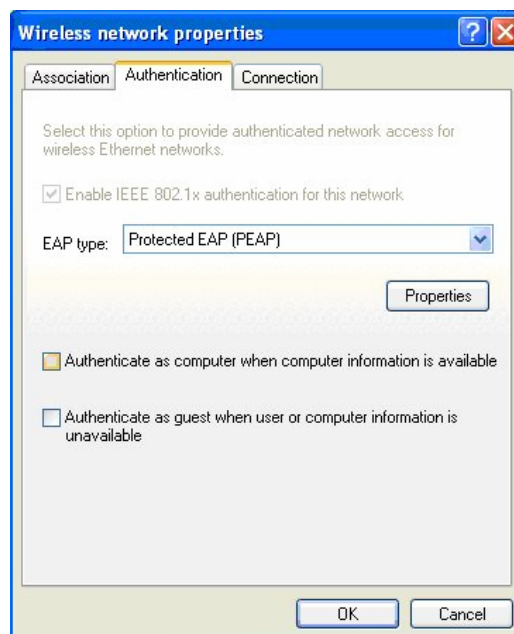 Wireless network properties
Association Authentication Connection
Select this option to provide authenticated network access for
wireless Ethernet networks.
Enable IEEE 802.1x authentication for this network
EAP type: Protected EAP (PEAP)
Properties
Authenticate as computer when computer information is available
Authenticate as guest when user or computer information is
unavailable
OK Cancel